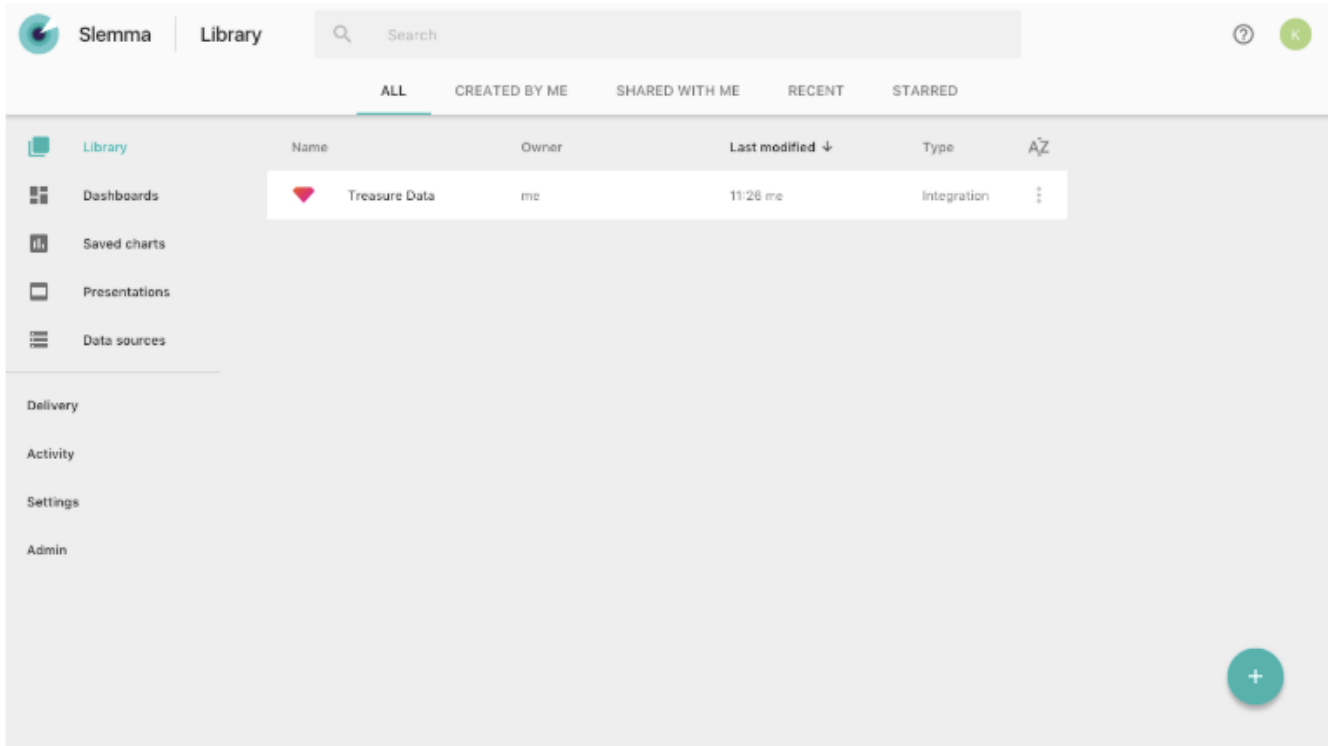 Slemma Library Search K
ALL CREATED BY ME SHARED WITH ME RECENT STARRED
Library Name Owner Last modified ↓ Type AZ
Dashboards Treasure Data me 11:26 me Integration
Saved charts
Presentations
Data sources
Delivery
Activity
Settings
Admin